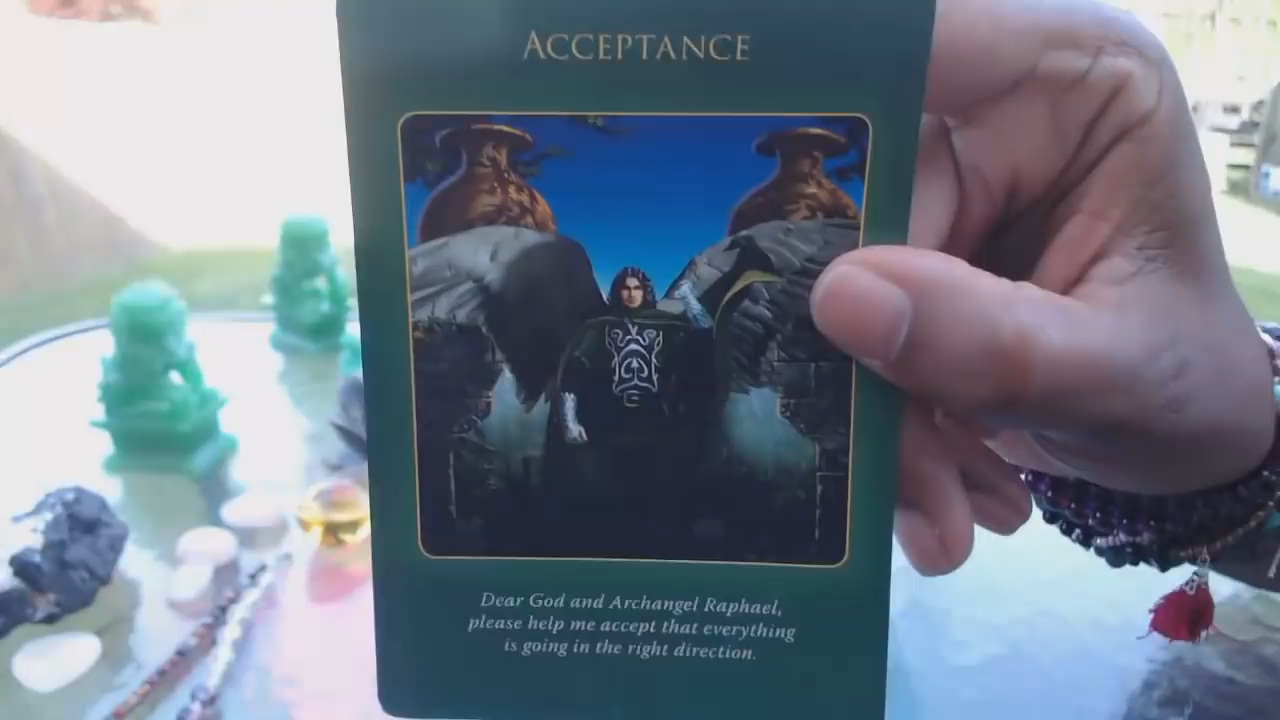 ACCEPTANCE
Dear God and Archangel Raphael,
please help me accept that everything
is going in the right direction.